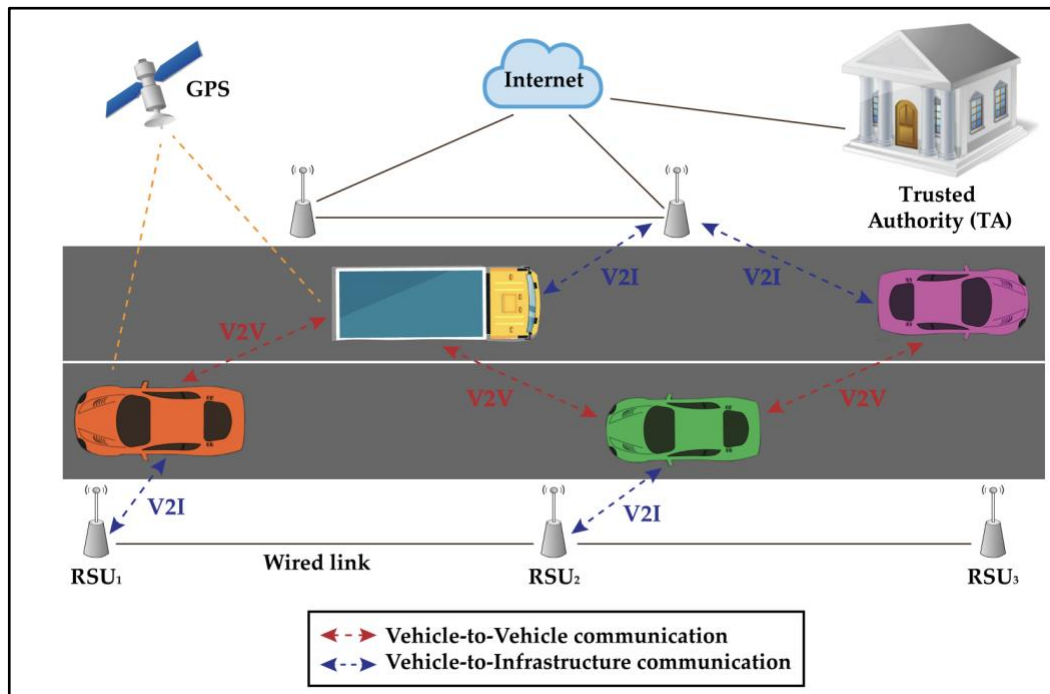 GPS
Internet
Trusted
Authority (TA)
V2I
V2I
V2V
V2V
V2V
V2I
V2I
Wired link
RSU₁
RSU₂
RSU₃
Vehicle-to-Vehicle communication
Vehicle-to-Infrastructure communication